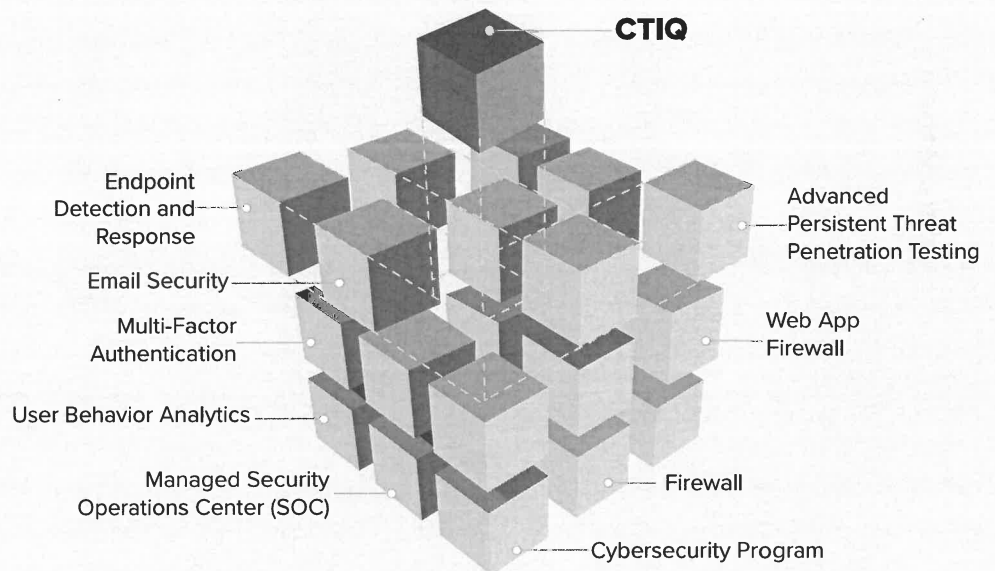 CTIQ
Endpoint
Detection and
Response
Email Security
Multi-Factor
Authentication
User Behavior Analytics
Managed Security
Operations Center (SOC)
Advanced
Persistent Threat
Penetration Testing
Web App
Firewall
Firewall
Cybersecurity Program